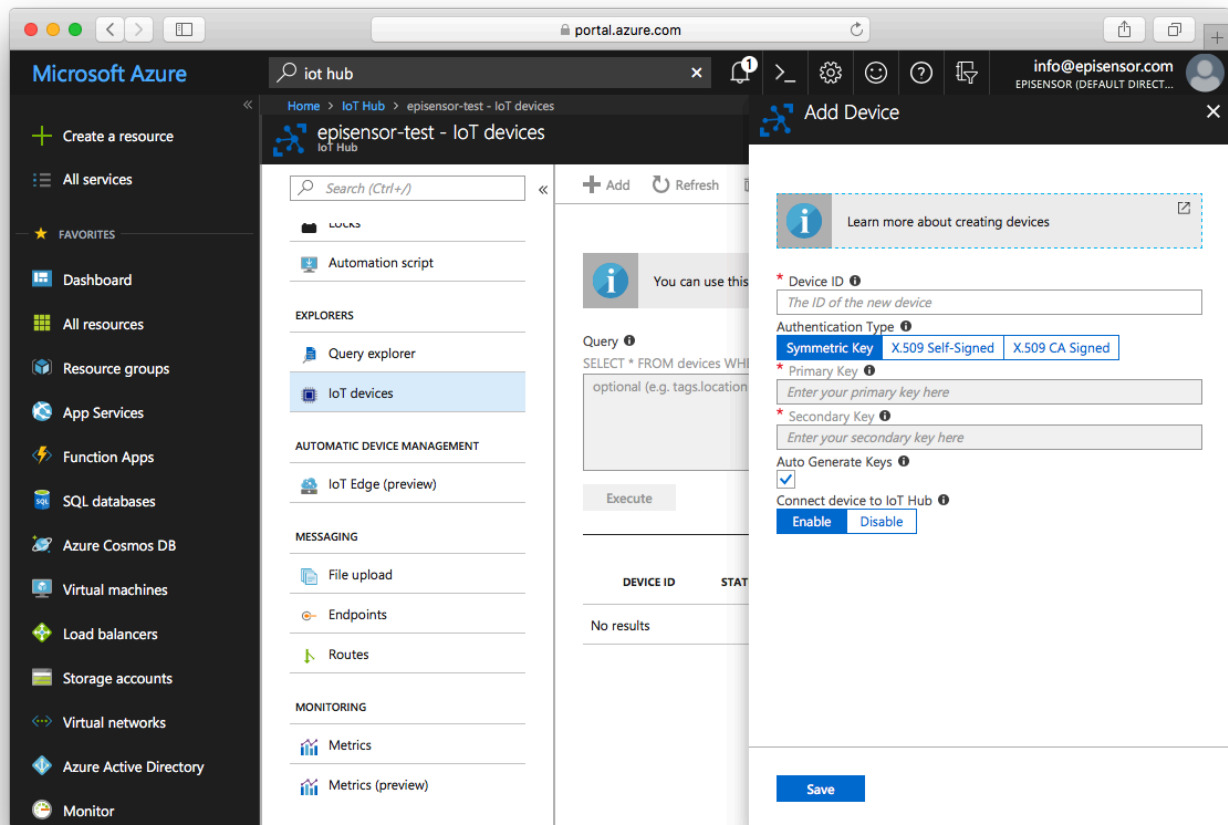 portal.azure.com
Microsoft Azure
iot hub
1
info@episensor.com
EPISENSOR (DEFAULT DIRECT...
Home > IoT Hub > episensor-test - IoT devices
episensor-test - IoT devices
IoT Hub
Create a resource
All services
FAVORITES
Dashboard
All resources
Resource groups
App Services
Function Apps
SQL databases
Azure Cosmos DB
Virtual machines
Load balancers
Storage accounts
Virtual networks
Azure Active Directory
Monitor
Search (Ctrl+/)
Locks
Automation script
EXPLORERS
Query explorer
IoT devices
AUTOMATIC DEVICE MANAGEMENT
IoT Edge (preview)
MESSAGING
File upload
Endpoints
Routes
MONITORING
Metrics
Metrics (preview)
Add
Refresh
You can use this
Query
SELECT * FROM devices WHE
optional (e.g. tags.location
Execute
DEVICE ID STAT
No results
Add Device
Learn more about creating devices
* Device ID
The ID of the new device
Authentication Type
Symmetric Key X.509 Self-Signed X.509 CA Signed
* Primary Key
Enter your primary key here
* Secondary Key
Enter your secondary key here
Auto Generate Keys
Connect device to IoT Hub
Enable Disable
Save